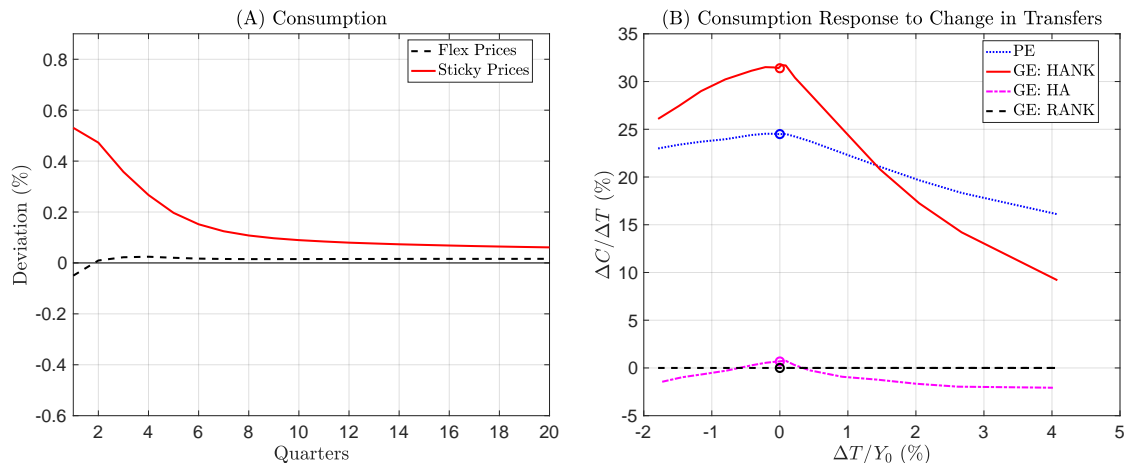 (A) Consumption
Deviation (%)
0.8
0.6
0.4
0.2
0
-0.2
-0.4
-0.6
Flex Prices
Sticky Prices
2 4 6 8 10 12 14 16 18 20
Quarters
(B) Consumption Response to Change in Transfers
ΔC/ΔT (%)
35
30
25
20
15
10
5
0
-5
PE
GE: HANK
GE: HA
GE: RANK
-2 -1 0 1 2 3 4 5
ΔT/Y₀ (%)